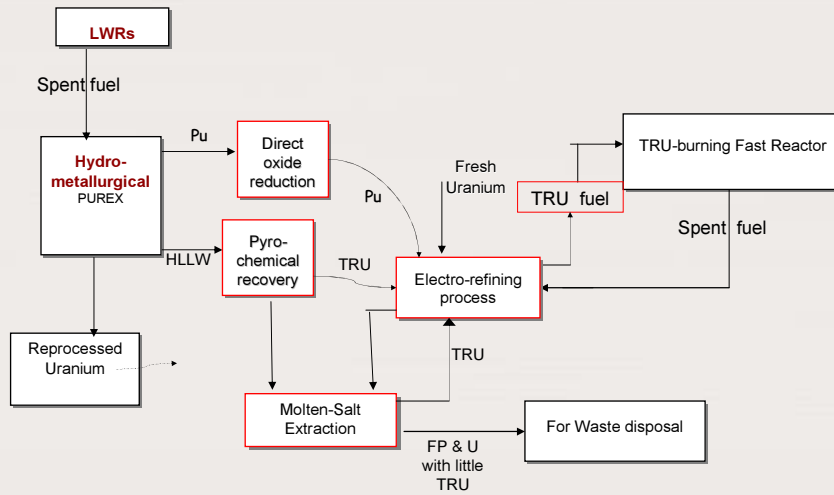 LWRs
Spent fuel
Hydro-
metallurgical
PUREX
Pu
Direct
oxide
reduction
Pu
Fresh
Uranium
TRU fuel
TRU-burning Fast Reactor
Spent fuel
HLLW
Pyro-
chemical
recovery
TRU
Electro-refining
process
Reprocessed
Uranium
TRU
Molten-Salt
Extraction
FP & U
with little
TRU
For Waste disposal